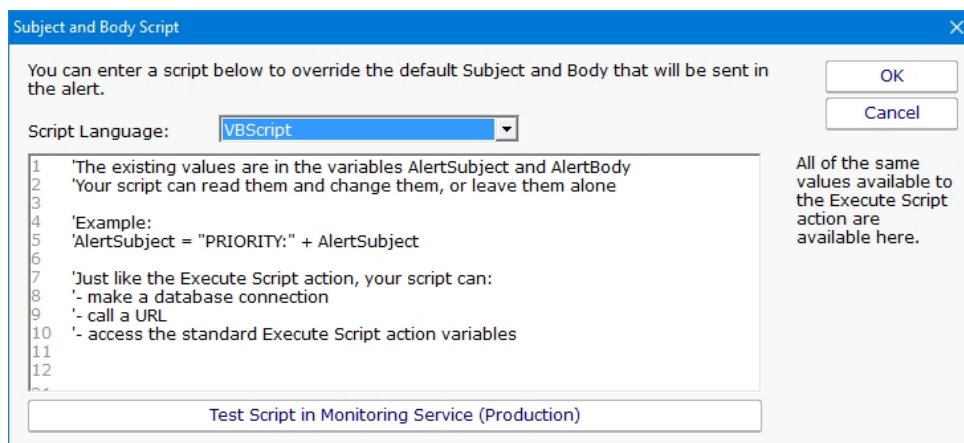 Subject and Body Script
You can enter a script below to override the default Subject and Body that will be sent in
the alert.
OK
Cancel
Script Language:
VBScript
1 'The existing values are in the variables AlertSubject and AlertBody
2 'Your script can read them and change them, or leave them alone
3
4 'Example:
5 'AlertSubject = "PRIORITY:" + AlertSubject
6
7 'Just like the Execute Script action, your script can:
8 '- make a database connection
9 '- call a URL
10 '- access the standard Execute Script action variables
11
12
All of the same
values available to
the Execute Script
action are
available here.
Test Script in Monitoring Service (Production)